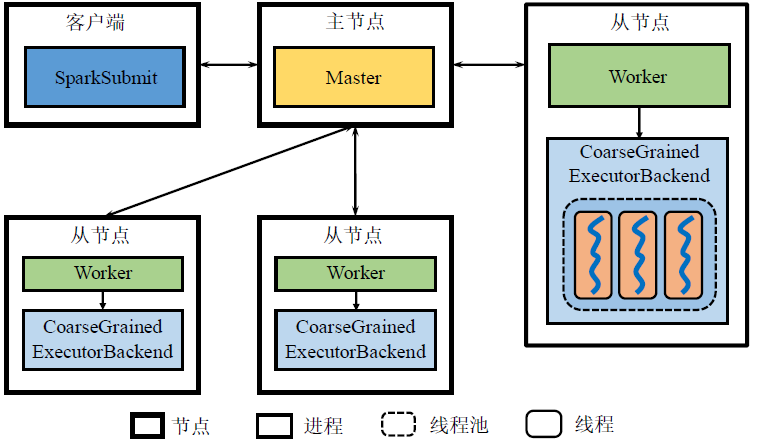 客户端
SparkSubmit
主节点
Master
从节点
Worker
CoarseGrained
ExecutorBackend
从节点
Worker
CoarseGrained
ExecutorBackend
从节点
Worker
CoarseGrained
ExecutorBackend
节点
进程
线程池
线程